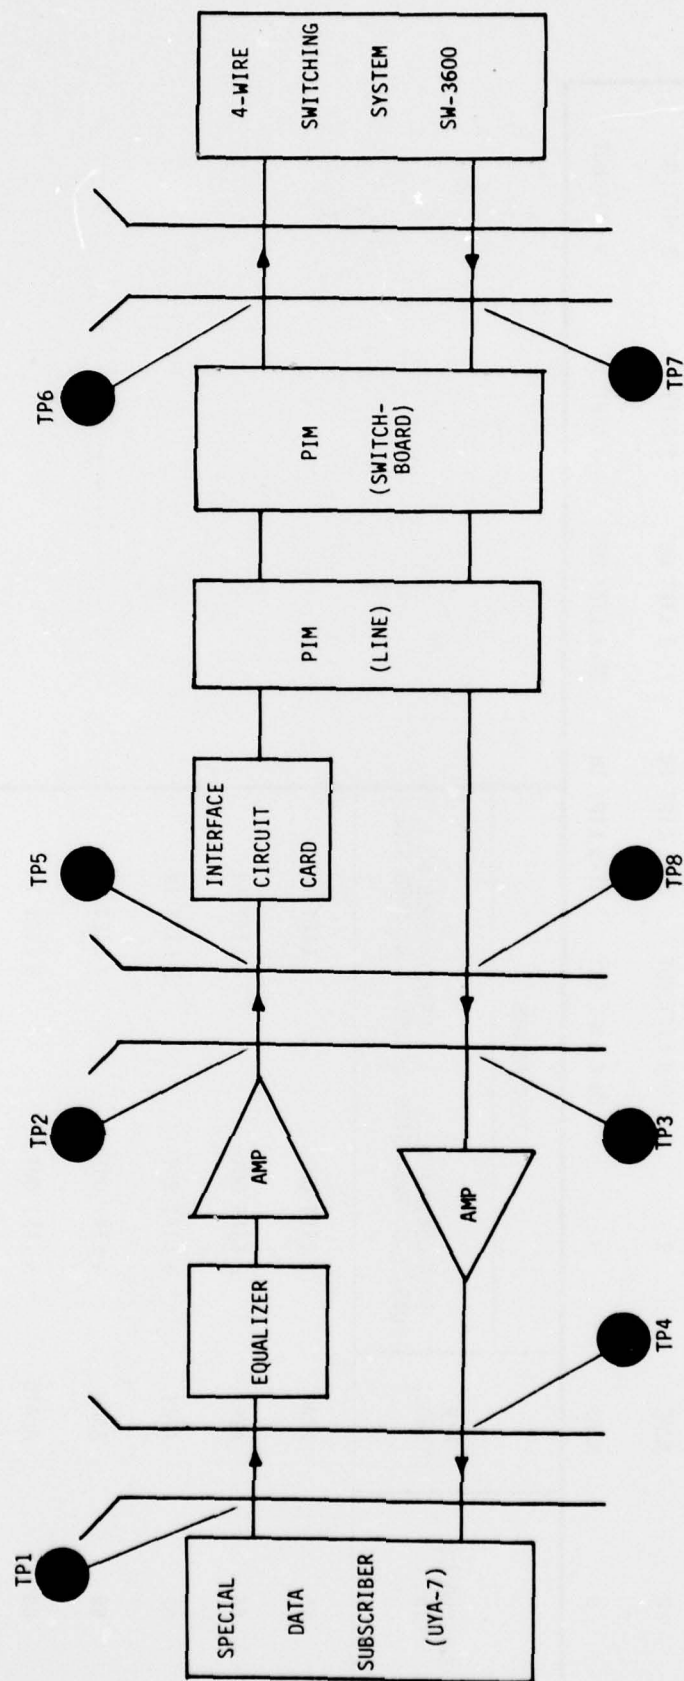 TP1
SPECIAL
DATA
SUBSCRIBER
(UYA-7)
EQUALIZER
TP4
TP2
AMP
AMP
TP3
TP5
INTERFACE
CIRCUIT
CARD
TP8
PIM
(LINE)
PIM
(SWITCH-
BOARD)
TP6
TP7
4-WIRE
SWITCHING
SYSTEM
SW-3600